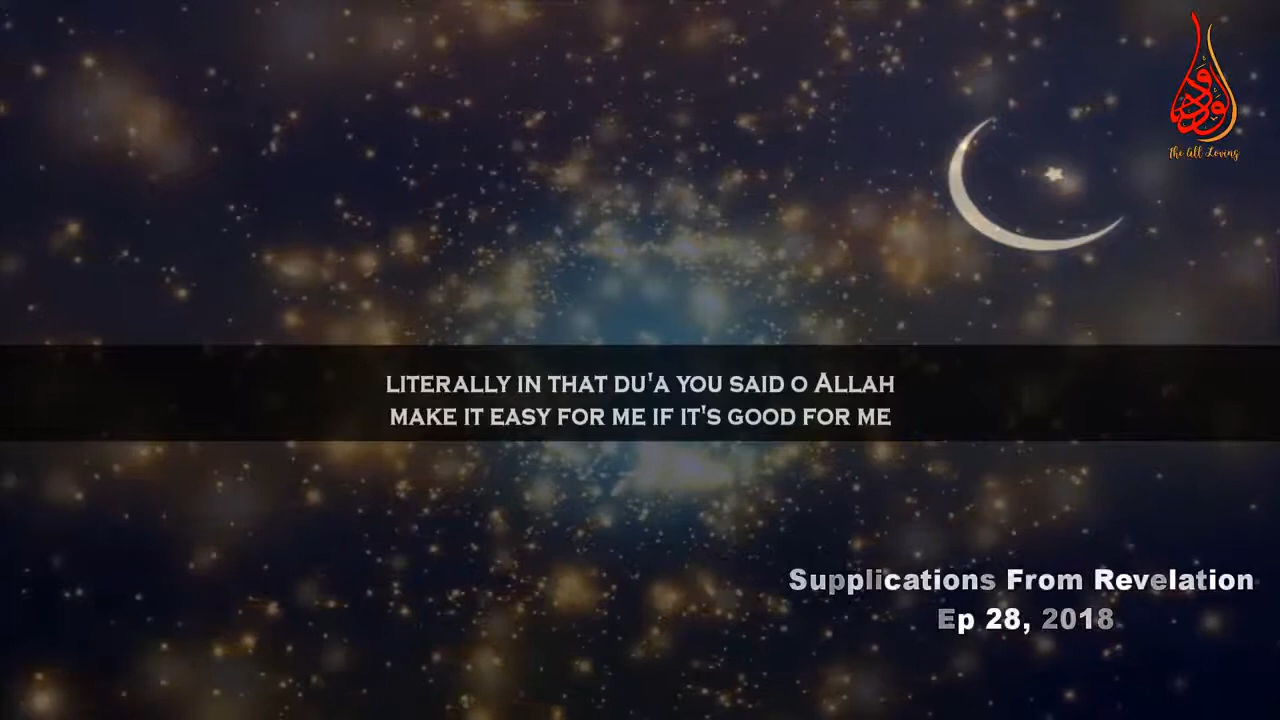 الودود
The All Loving
LITERALLY IN THAT DU'A YOU SAID O ALLAH
MAKE IT EASY FOR ME IF IT'S GOOD FOR ME
Supplications From Revelation
Ep 28, 2018